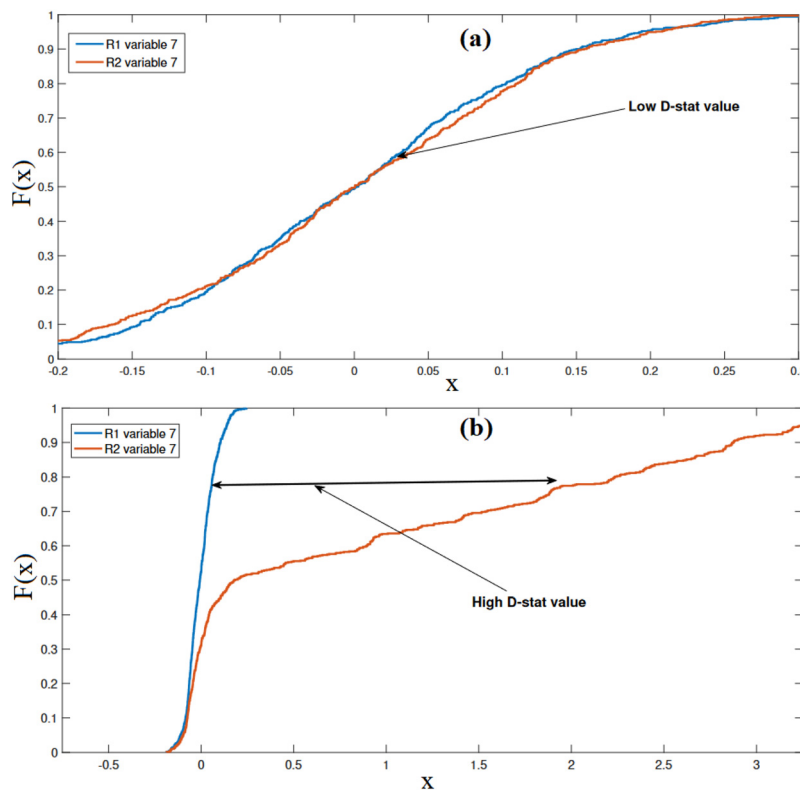 (a)
R1 variable 7
R2 variable 7
Low D-stat value
F(x)
1
0.9
0.8
0.7
0.6
0.5
0.4
0.3
0.2
0.1
0
-0.2 -0.15 -0.1 -0.05 0 0.05 0.1 0.15 0.2 0.25 0.3
x
(b)
R1 variable 7
R2 variable 7
High D-stat value
F(x)
1
0.9
0.8
0.7
0.6
0.5
0.4
0.3
0.2
0.1
0
-0.5 0 0.5 1 1.5 2 2.5 3
x